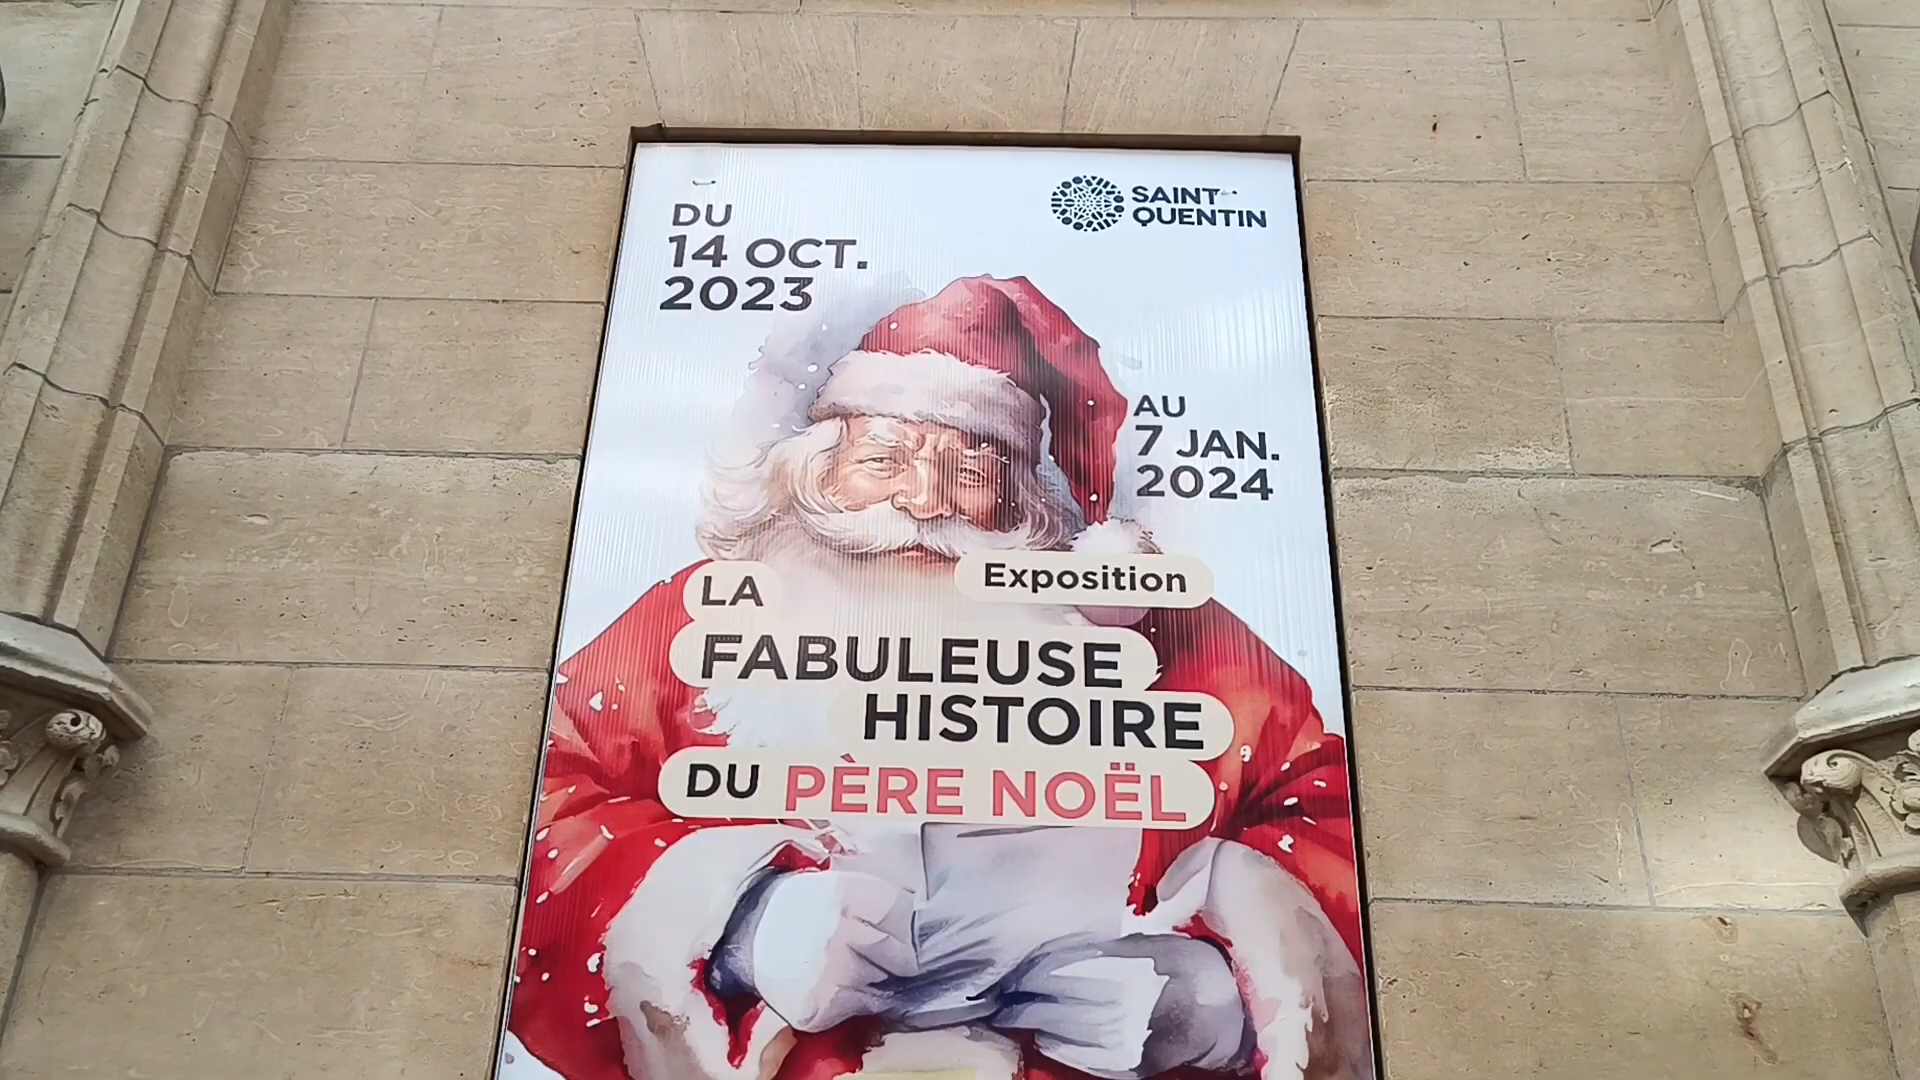 DU
14 OCT.
2023
SAINT-
QUENTIN
AU
7 JAN.
2024
Exposition
LA
FABULEUSE
HISTOIRE
DU PÈRE NOËL